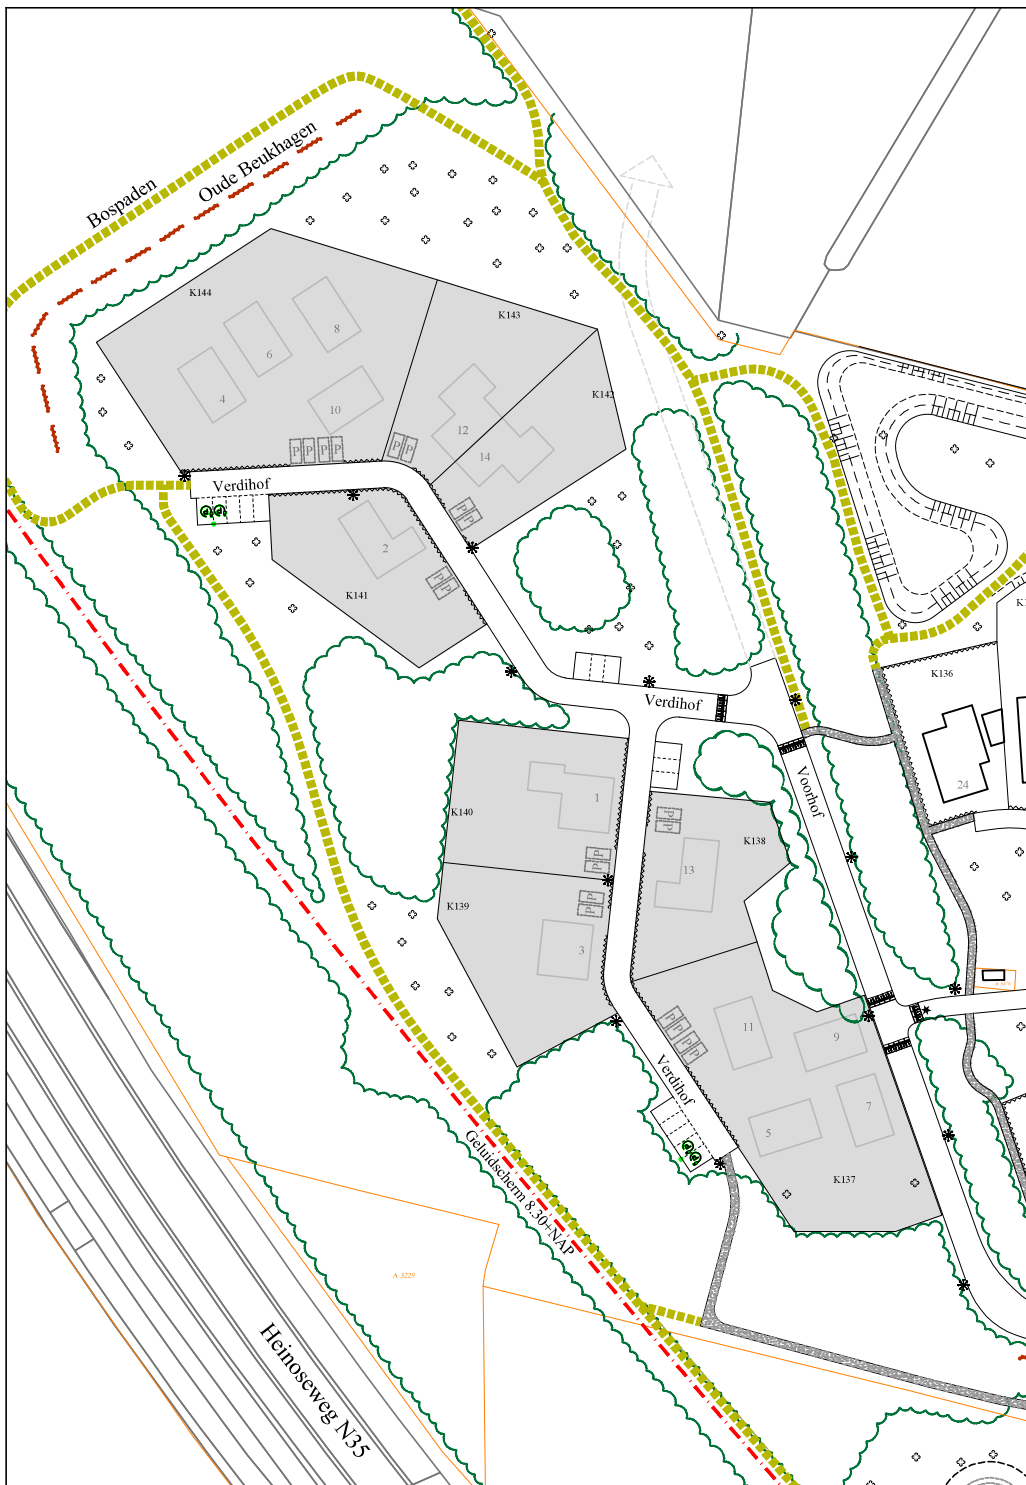 Bospaden
Oude Beukhagen
K144
K143
K142
8
6
4
10
12
14
P P P P
P P
Verdihof
P P
2
P P
K141
K136
24
Verdihof
Voorhof
K140
1
K138
P P
13
P P
K139
P P
3
11
9
P P P P
Verdihof
7
5
K137
Geluidscherm 8.30+NAP
A 3229
Heinoseweg N35